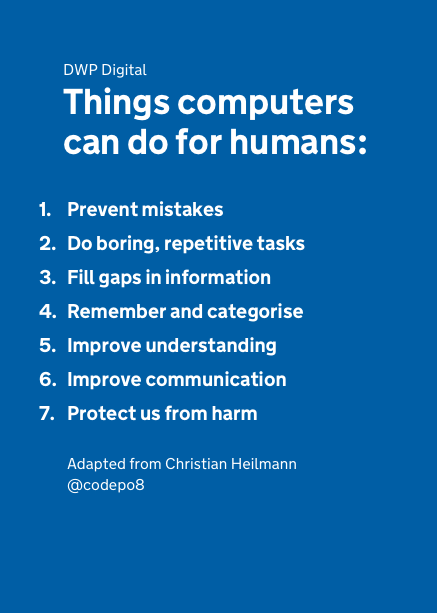 DWP Digital
Things computers
can do for humans:
1. Prevent mistakes
2. Do boring, repetitive tasks
3. Fill gaps in information
4. Remember and categorise
5. Improve understanding
6. Improve communication
7. Protect us from harm
Adapted from Christian Heilmann
@codepo8